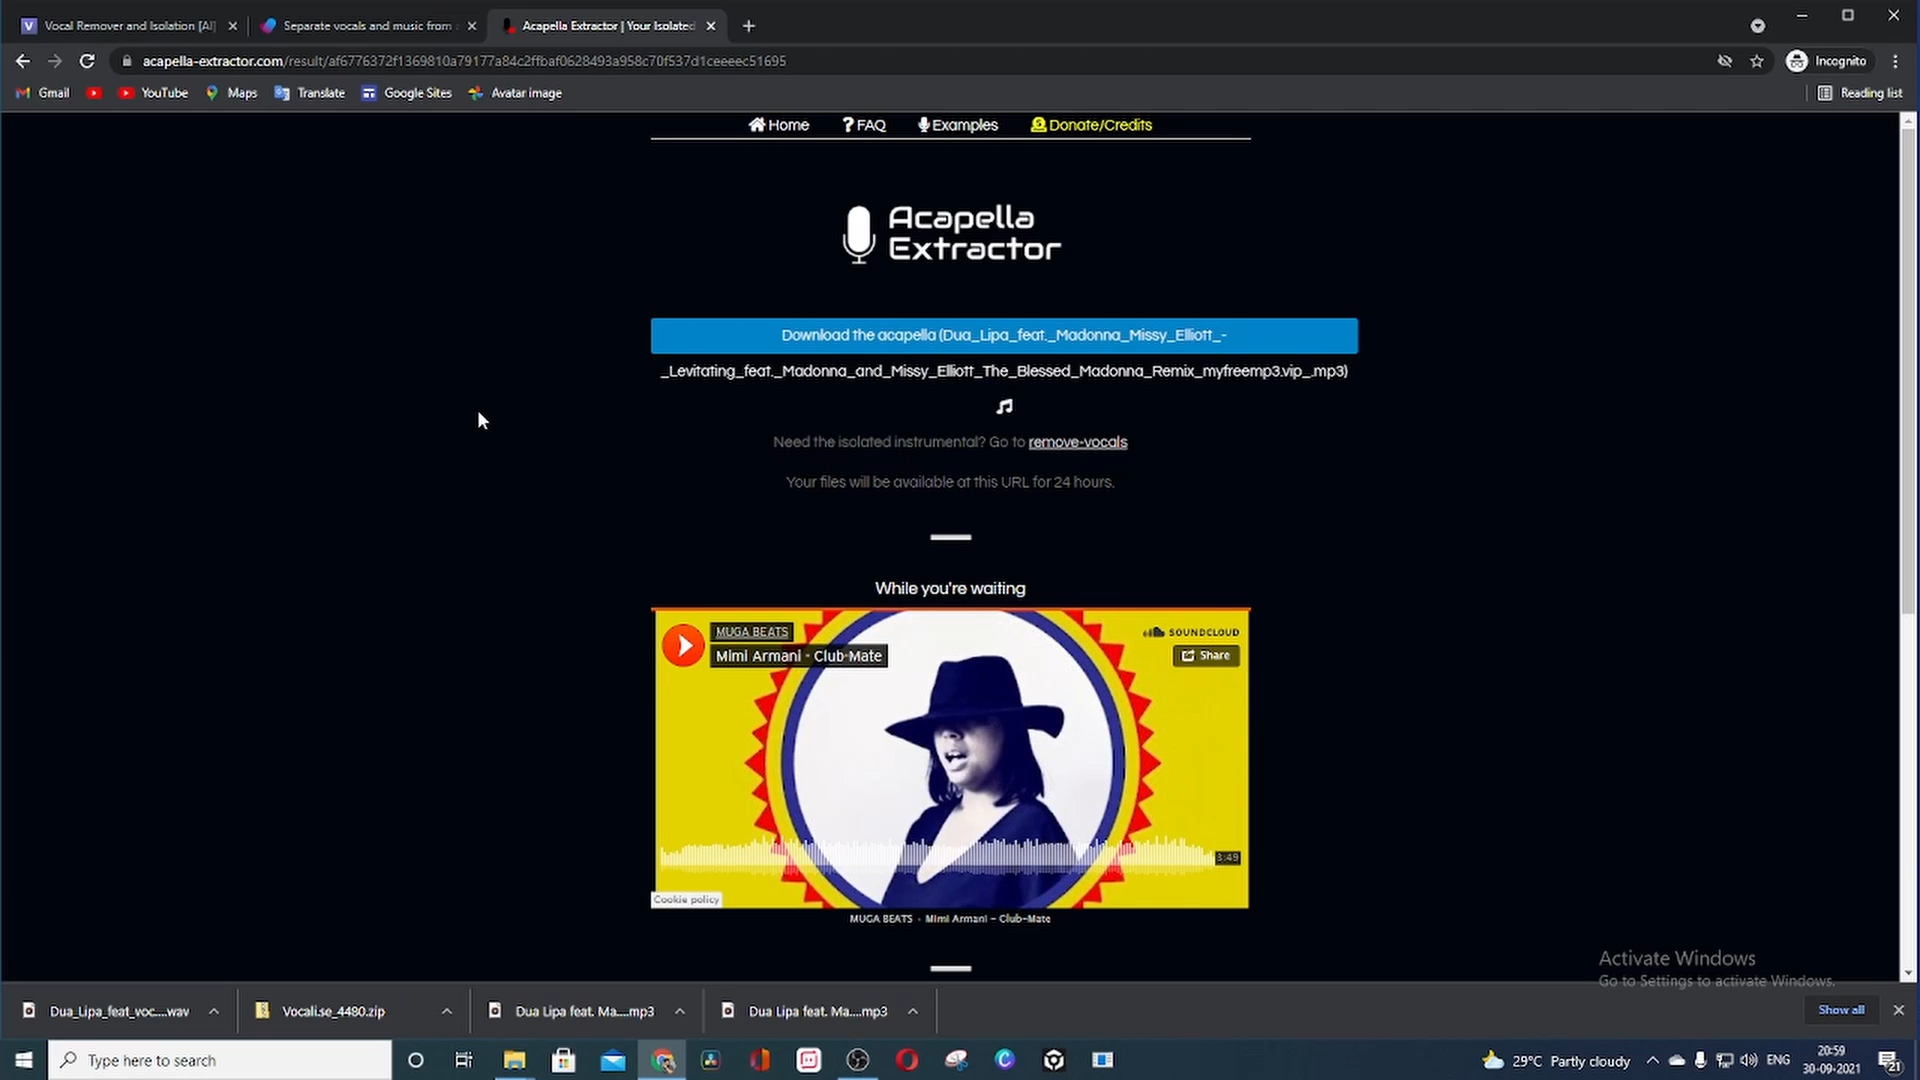 Vocal Remover and Isolation [AI]
Separate vocals and music from
Acapella Extractor | Your Isolated
acapella-extractor.com/result/af6776372f1369810a79177a84c2ffbaf0628493a958c70f537d1ceeeec51695
Incognito
Gmail
YouTube
Maps
Translate
Google Sites
Avatar image
Reading list
Home
? FAQ
Examples
Donate/Credits
Acapella
Extractor
Download the acapella (Dua_Lipa_feat._Madonna_Missy_Elliott_-
_Levitating_feat._Madonna_and_Missy_Elliott_The_Blessed_Madonna_Remix_myfreemp3.vip_.mp3)
Need the isolated instrumental? Go to remove-vocals
Your files will be available at this URL for 24 hours.
While you're waiting
MUGA BEATS
SOUNDCLOUD
Mimi Armani - Club-Mate
Share
3:49
Cookie policy
MUGA BEATS · Mimi Armani - Club-Mate
Activate Windows
Go to Settings to activate Windows.
Dua_Lipa_feat_voc....wav
Vocali.se_4480.zip
Dua Lipa feat. Ma....mp3
Dua Lipa feat. Ma....mp3
Show all
Type here to search
29°C Partly cloudy
ENG
20:59
30-09-2021
21